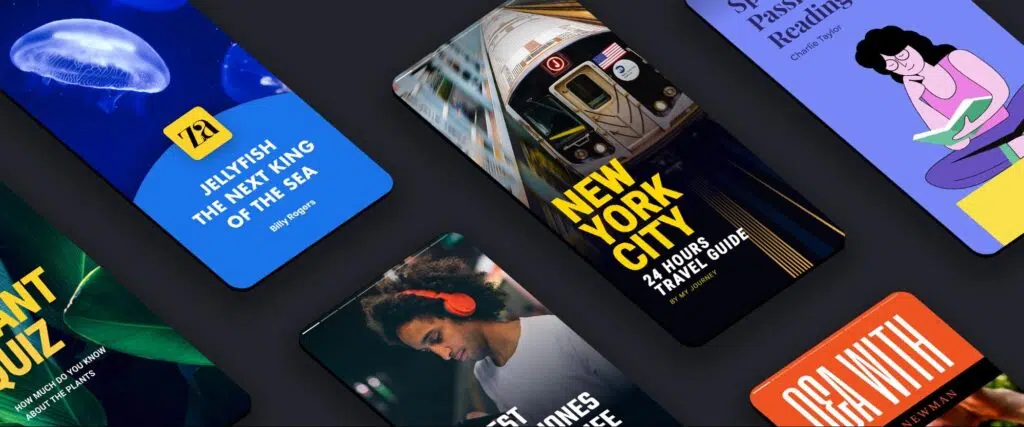 za
JELLYFISH
THE NEXT KING
OF THE SEA
Billy Rogers
J
NEW
YORK
CITY
24 HOURS
TRAVEL GUIDE
BY MY JOURNEY
Reading
Charlie Taylor
QUIZ
HOW MUCH DO YOU KNOW
ABOUT THE PLANTS
Q&A WITH
NEWMAN